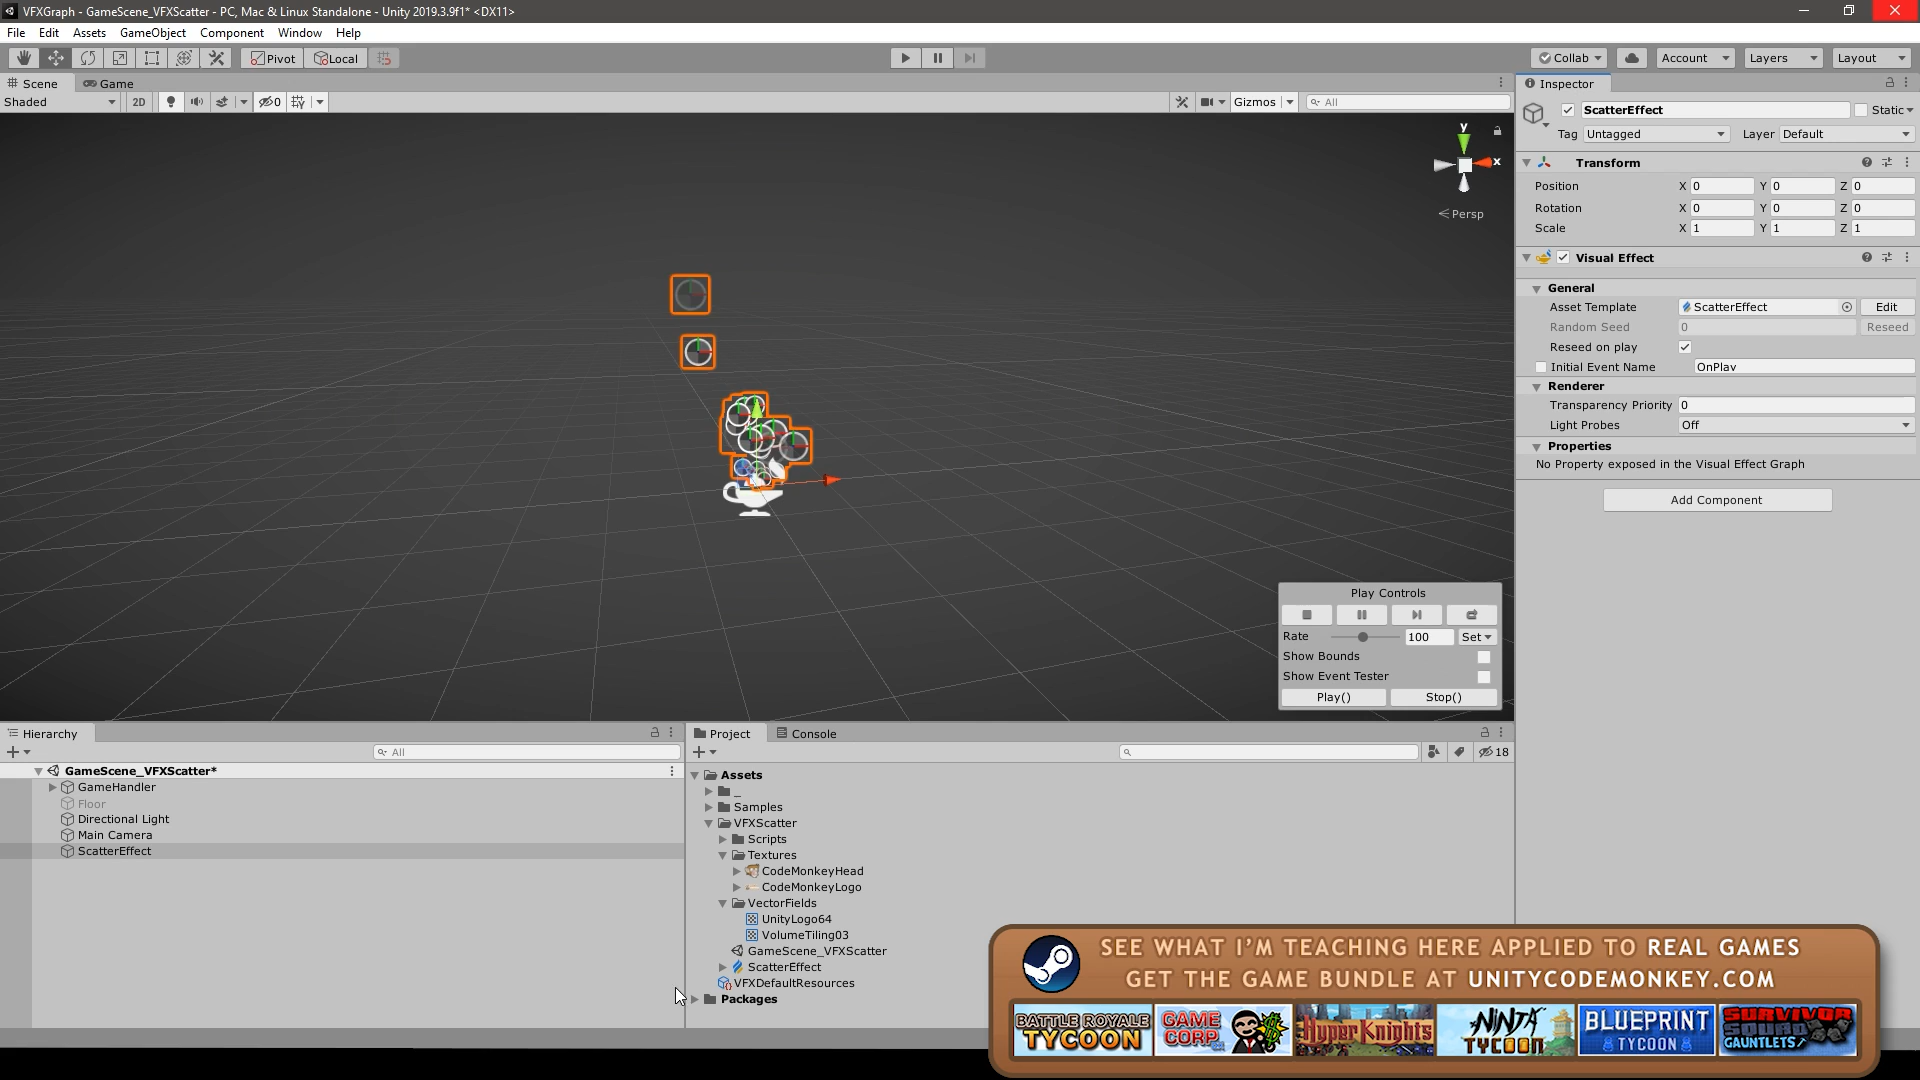 VFXGraph - GameScene_VFXScatter - PC, Mac & Linux Standalone - Unity 2019.3.9f1* <DX11>
File Edit Assets GameObject Component Window Help
Pivot Local Collab Account Layers Layout
Scene Game
Shaded 2D 0 Gizmos All
y
x
Persp
Play Controls
Rate 100 Set
Show Bounds
Show Event Tester
Play() Stop()
Inspector
ScatterEffect Static
Tag Untagged Layer Default
Transform
Position X 0 Y 0 Z 0
Rotation X 0 Y 0 Z 0
Scale X 1 Y 1 Z 1
Visual Effect
General
Asset Template ScatterEffect Edit
Random Seed 0 Reseed
Reseed on play
Initial Event Name OnPlay
Renderer
Transparency Priority 0
Light Probes Off
Properties
No Property exposed in the Visual Effect Graph
Add Component
Hierarchy
All
GameScene_VFXScatter*
GameHandler
Floor
Directional Light
Main Camera
ScatterEffect
Project Console
18
Assets
_
Samples
VFXScatter
Scripts
Textures
CodeMonkeyHead
CodeMonkeyLogo
VectorFields
UnityLogo64
VolumeTiling03
GameScene_VFXScatter
ScatterEffect
VFXDefaultResources
Packages
SEE WHAT I'M TEACHING HERE APPLIED TO REAL GAMES
GET THE GAME BUNDLE AT UNITYCODEMONKEY.COM
BATTLE ROYALE TYCOON
GAME CORP
HYPER KNIGHTS
NINJA TYCOON
BLUEPRINT TYCOON
SURVIVOR SQUAD GAUNTLETS